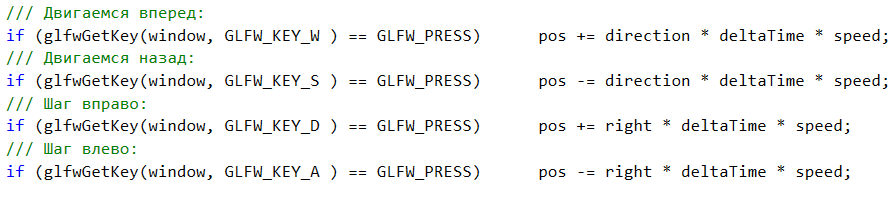 /// Двигаемся вперед:
if (glfwGetKey(window, GLFW_KEY_W ) == GLFW_PRESS)      pos += direction * deltaTime * speed;
/// Двигаемся назад:
if (glfwGetKey(window, GLFW_KEY_S ) == GLFW_PRESS)      pos -= direction * deltaTime * speed;
/// Шаг вправо:
if (glfwGetKey(window, GLFW_KEY_D ) == GLFW_PRESS)      pos += right * deltaTime * speed;
/// Шаг влево:
if (glfwGetKey(window, GLFW_KEY_A ) == GLFW_PRESS)      pos -= right * deltaTime * speed;